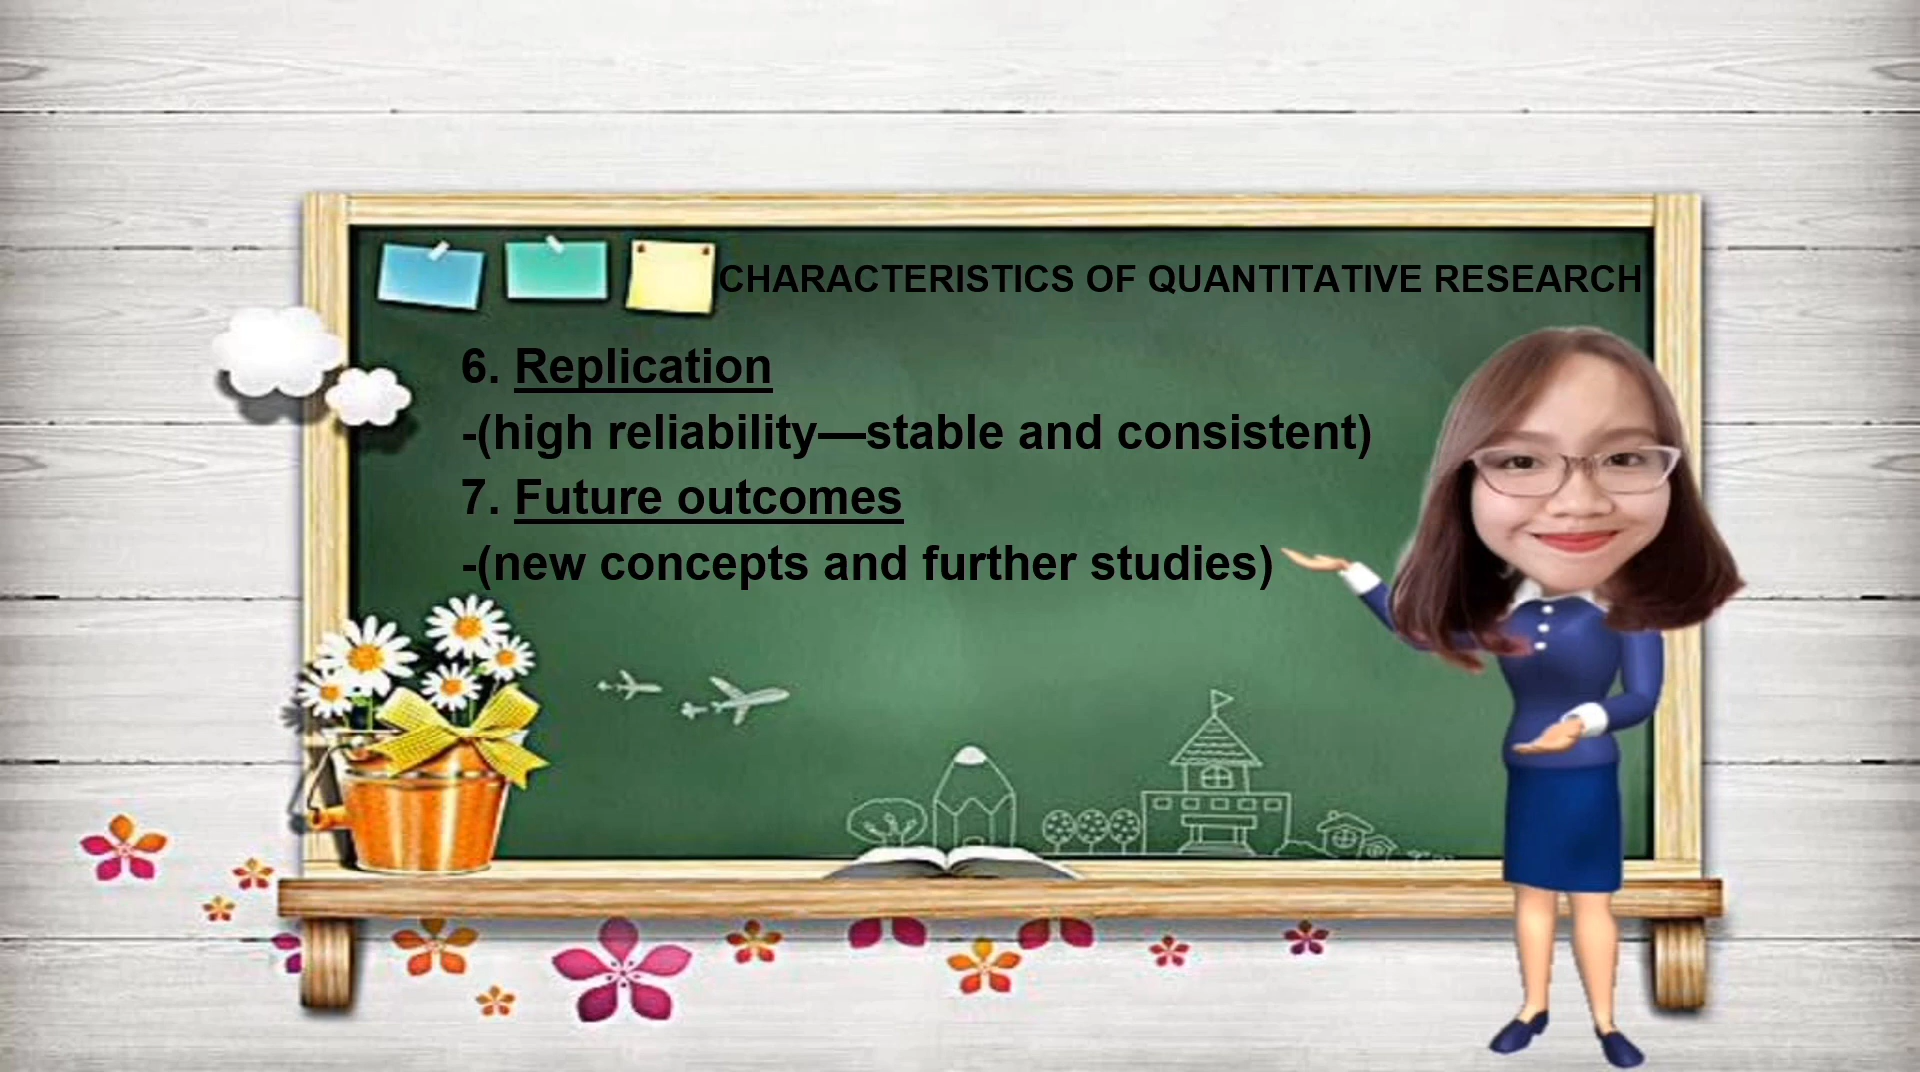 CHARACTERISTICS OF QUANTITATIVE RESEARCH
6. Replication
-(high reliability—stable and consistent)
7. Future outcomes
-(new concepts and further studies)